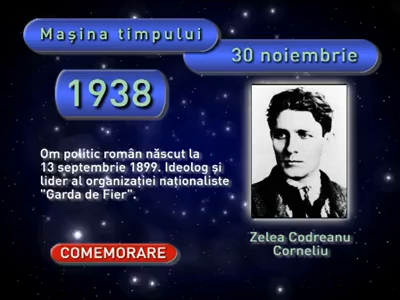 Mașina timpului
30 noiembrie
1938
Om politic român născut la
13 septembrie 1899. Ideolog și
lider al organizației naționaliste
"Garda de Fier".
COMEMORARE
Zelea Codreanu
Corneliu